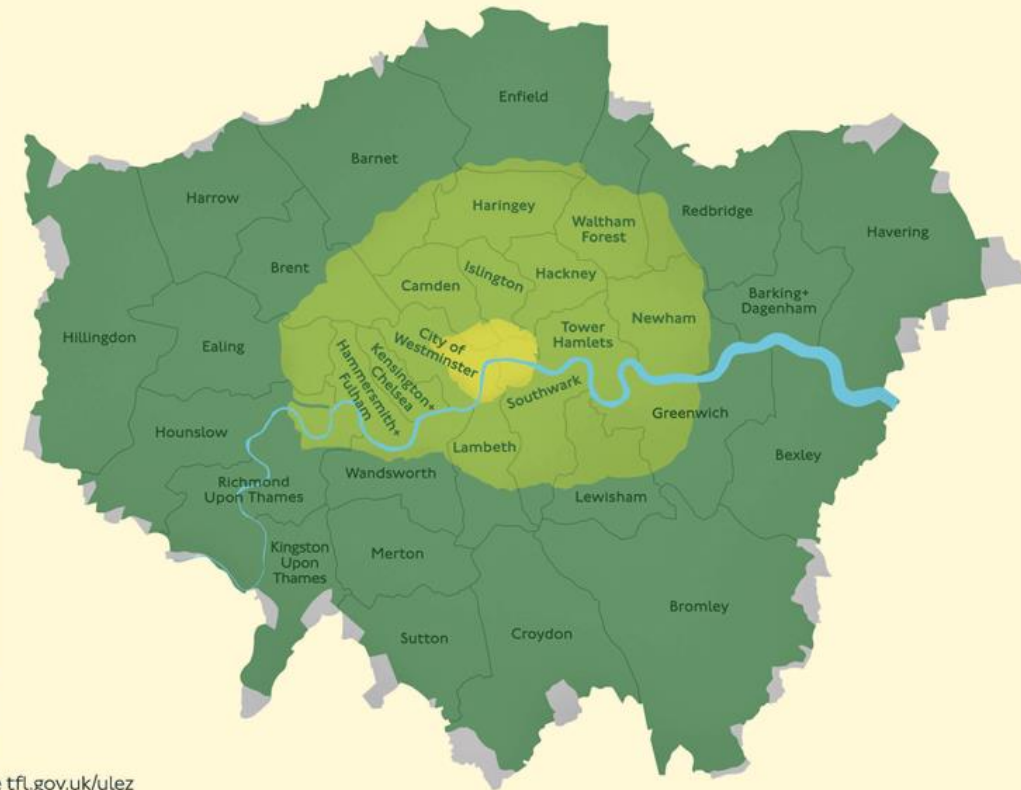 Enfield
Barnet
Harrow
Haringey
Waltham
Forest
Redbridge
Havering
Brent
Camden
Islington
Hackney
Barking+
Dagenham
Hillingdon
Ealing
City of
Westminster
Tower
Hamlets
Newham
Kensington+
Chelsea
Hammersmith+
Fulham
Southwark
Greenwich
Hounslow
Lambeth
Bexley
Richmond
Upon Thames
Wandsworth
Lewisham
Kingston
Upon
Thames
Merton
Bromley
Sutton
Croydon
tfl.gov.uk/ulez